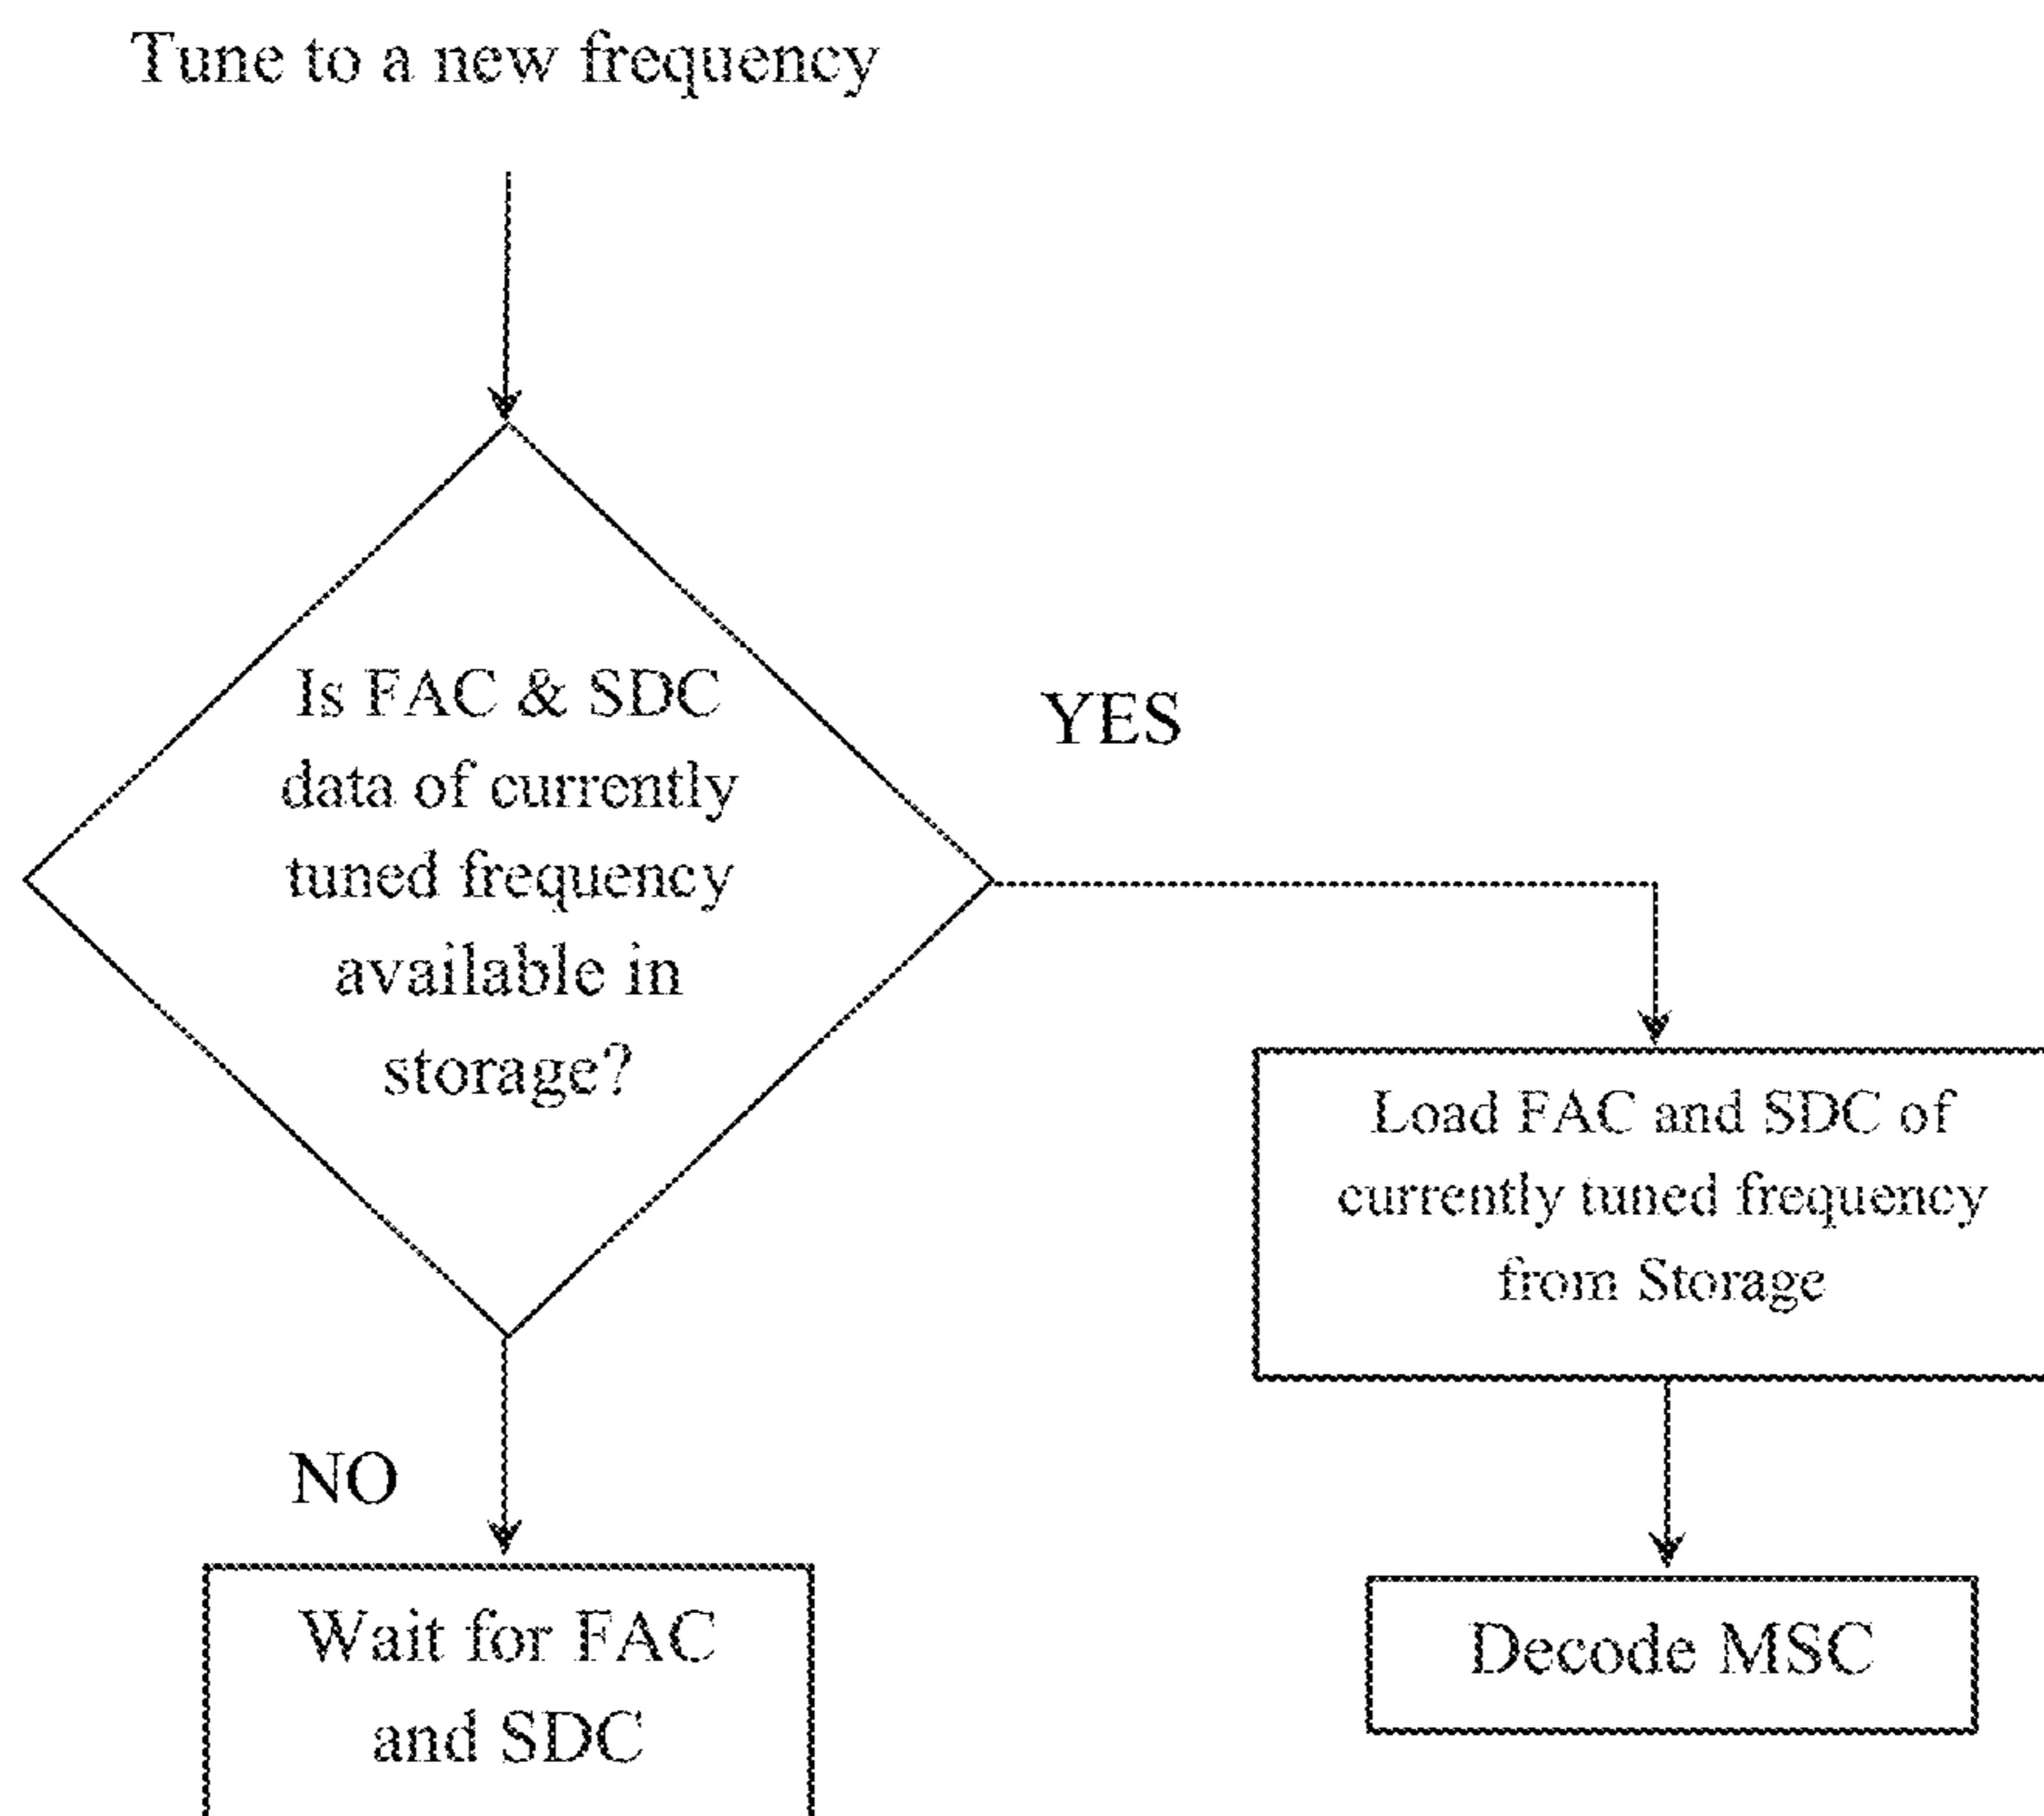 Tune to a new frequency
Is FAC & SDC
data of currently
tuned frequency
available in
storage?
YES
Load FAC and SDC of
currently tuned frequency
from Storage
NO
Wait for FAC
and SDC
Decode MSC